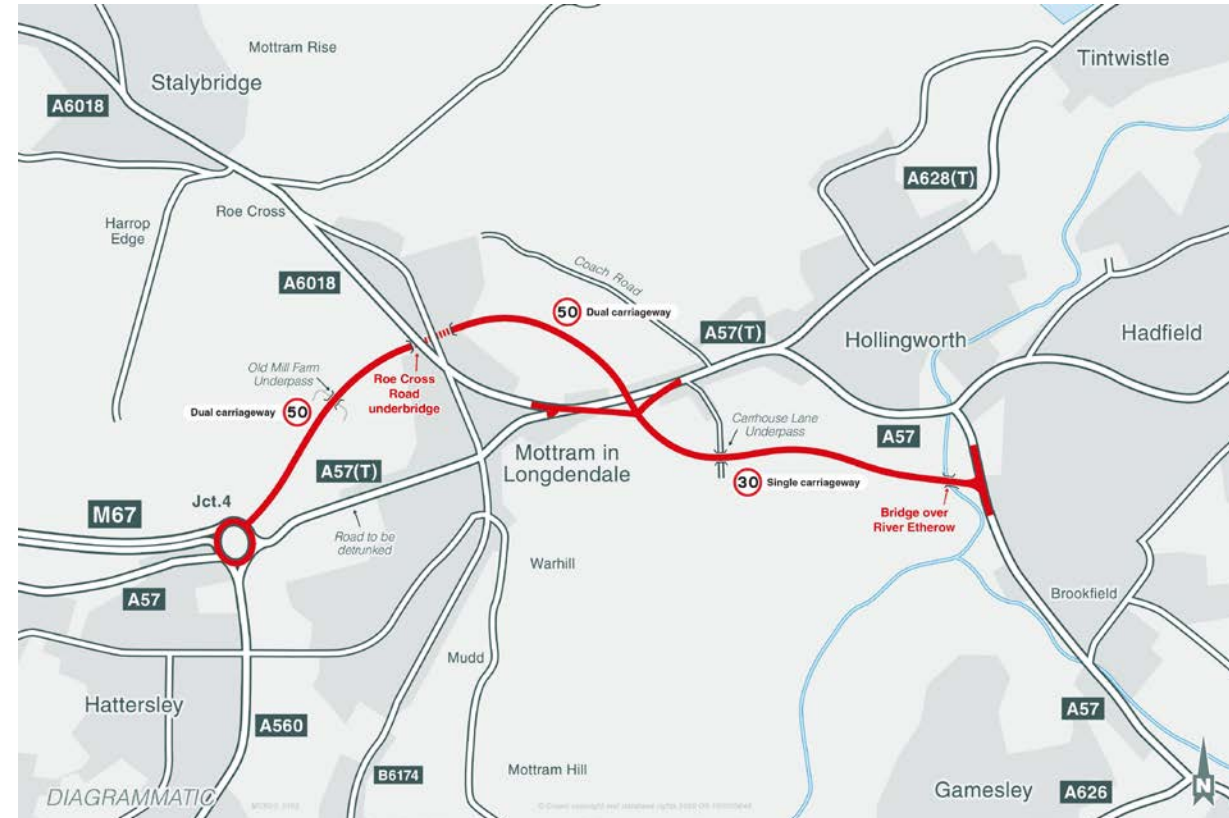 Mottram Rise
Stalybridge
Tintwistle
A6018
A628(T)
Roe Cross
Harrop
Edge
Coach Road
A6018
50 Dual carriageway
A57(T)
Hollingworth
Hadfield
Old Mill Farm
Underpass
Roe Cross
Road
underbridge
Dual carriageway 50
Carrhouse Lane
Underpass
A57
Mottram in
Longdendale
A57(T)
30 Single carriageway
Jct.4
M67
Road to be
detrunked
Bridge over
River Etherow
Warhill
A57
Brookfield
Mudd
Hattersley
A560
A57
B6174
Mottram Hill
Gamesley
A626
N
DIAGRAMMATIC